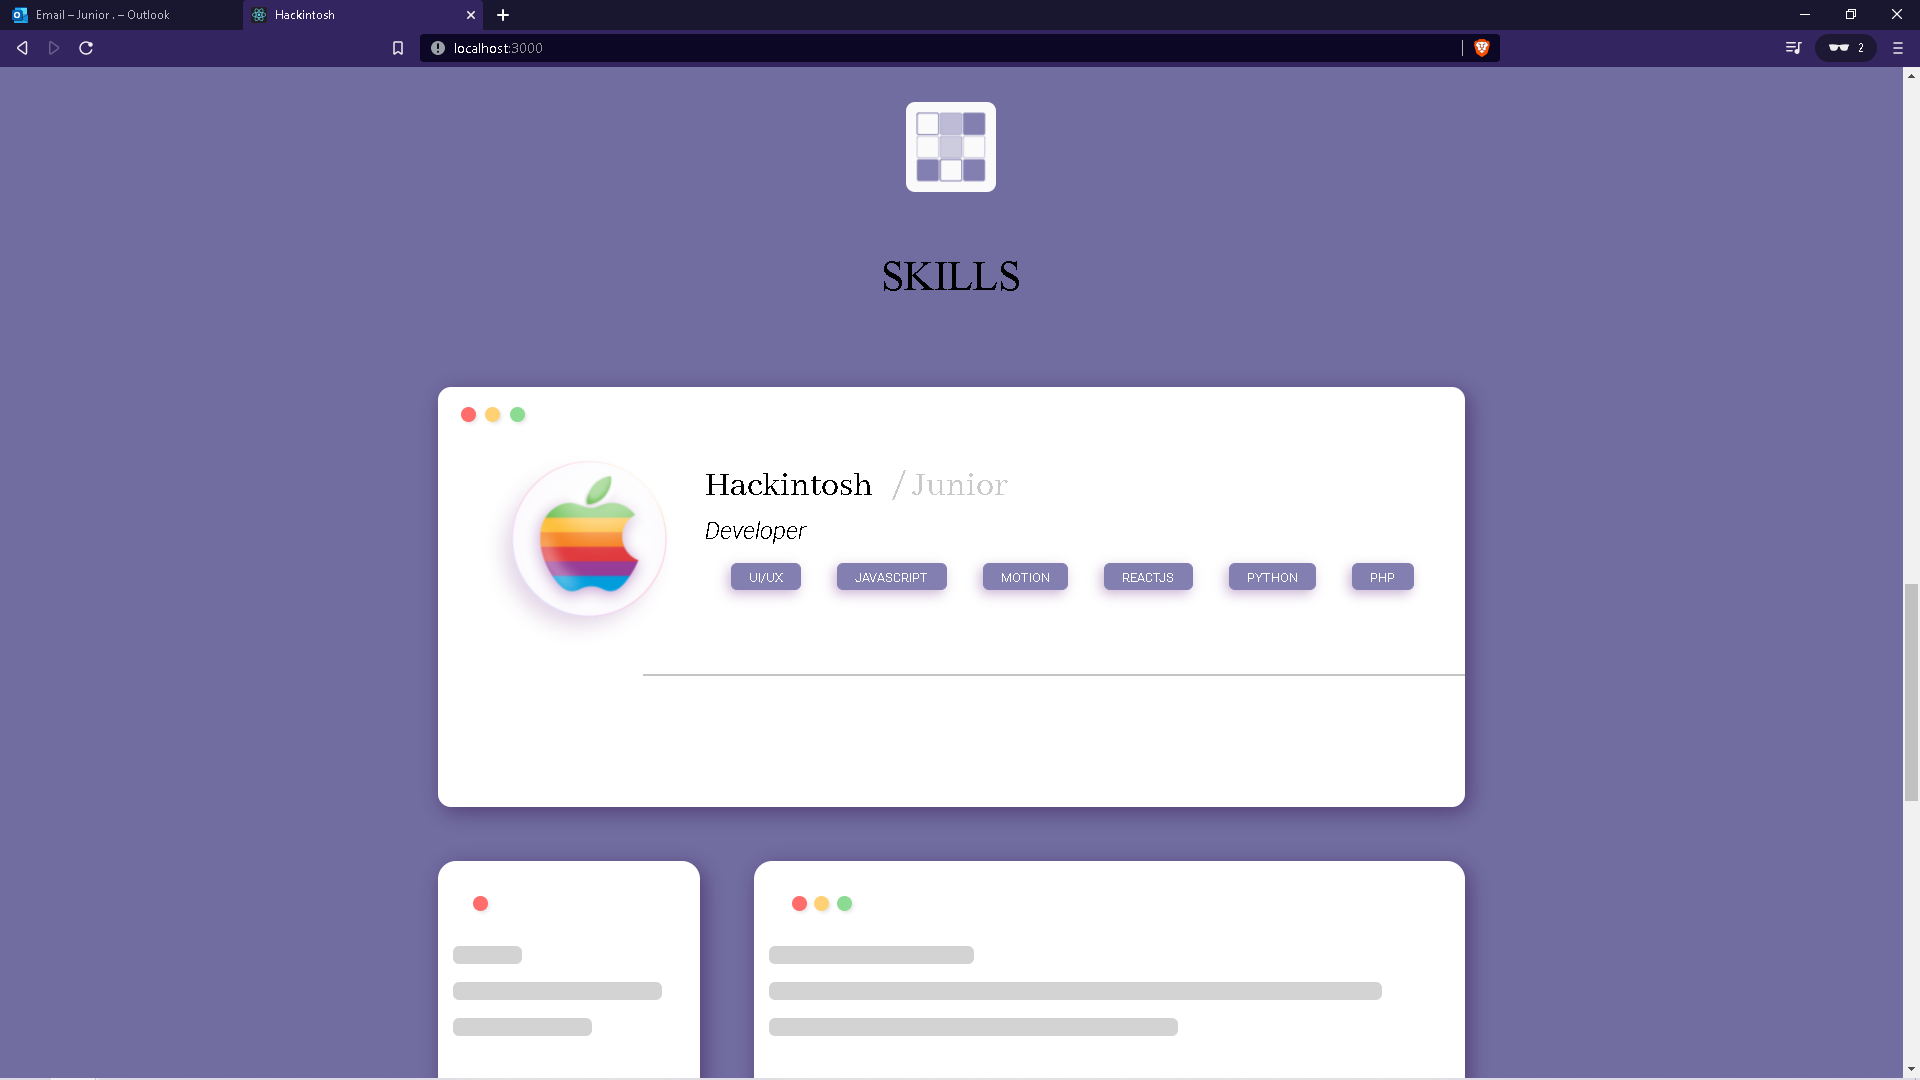 Email – Junior . – Outlook
Hackintosh
localhost:3000
2
SKILLS
Hackintosh / Junior
Developer
UI/UX JAVASCRIPT MOTION REACTJS PYTHON PHP